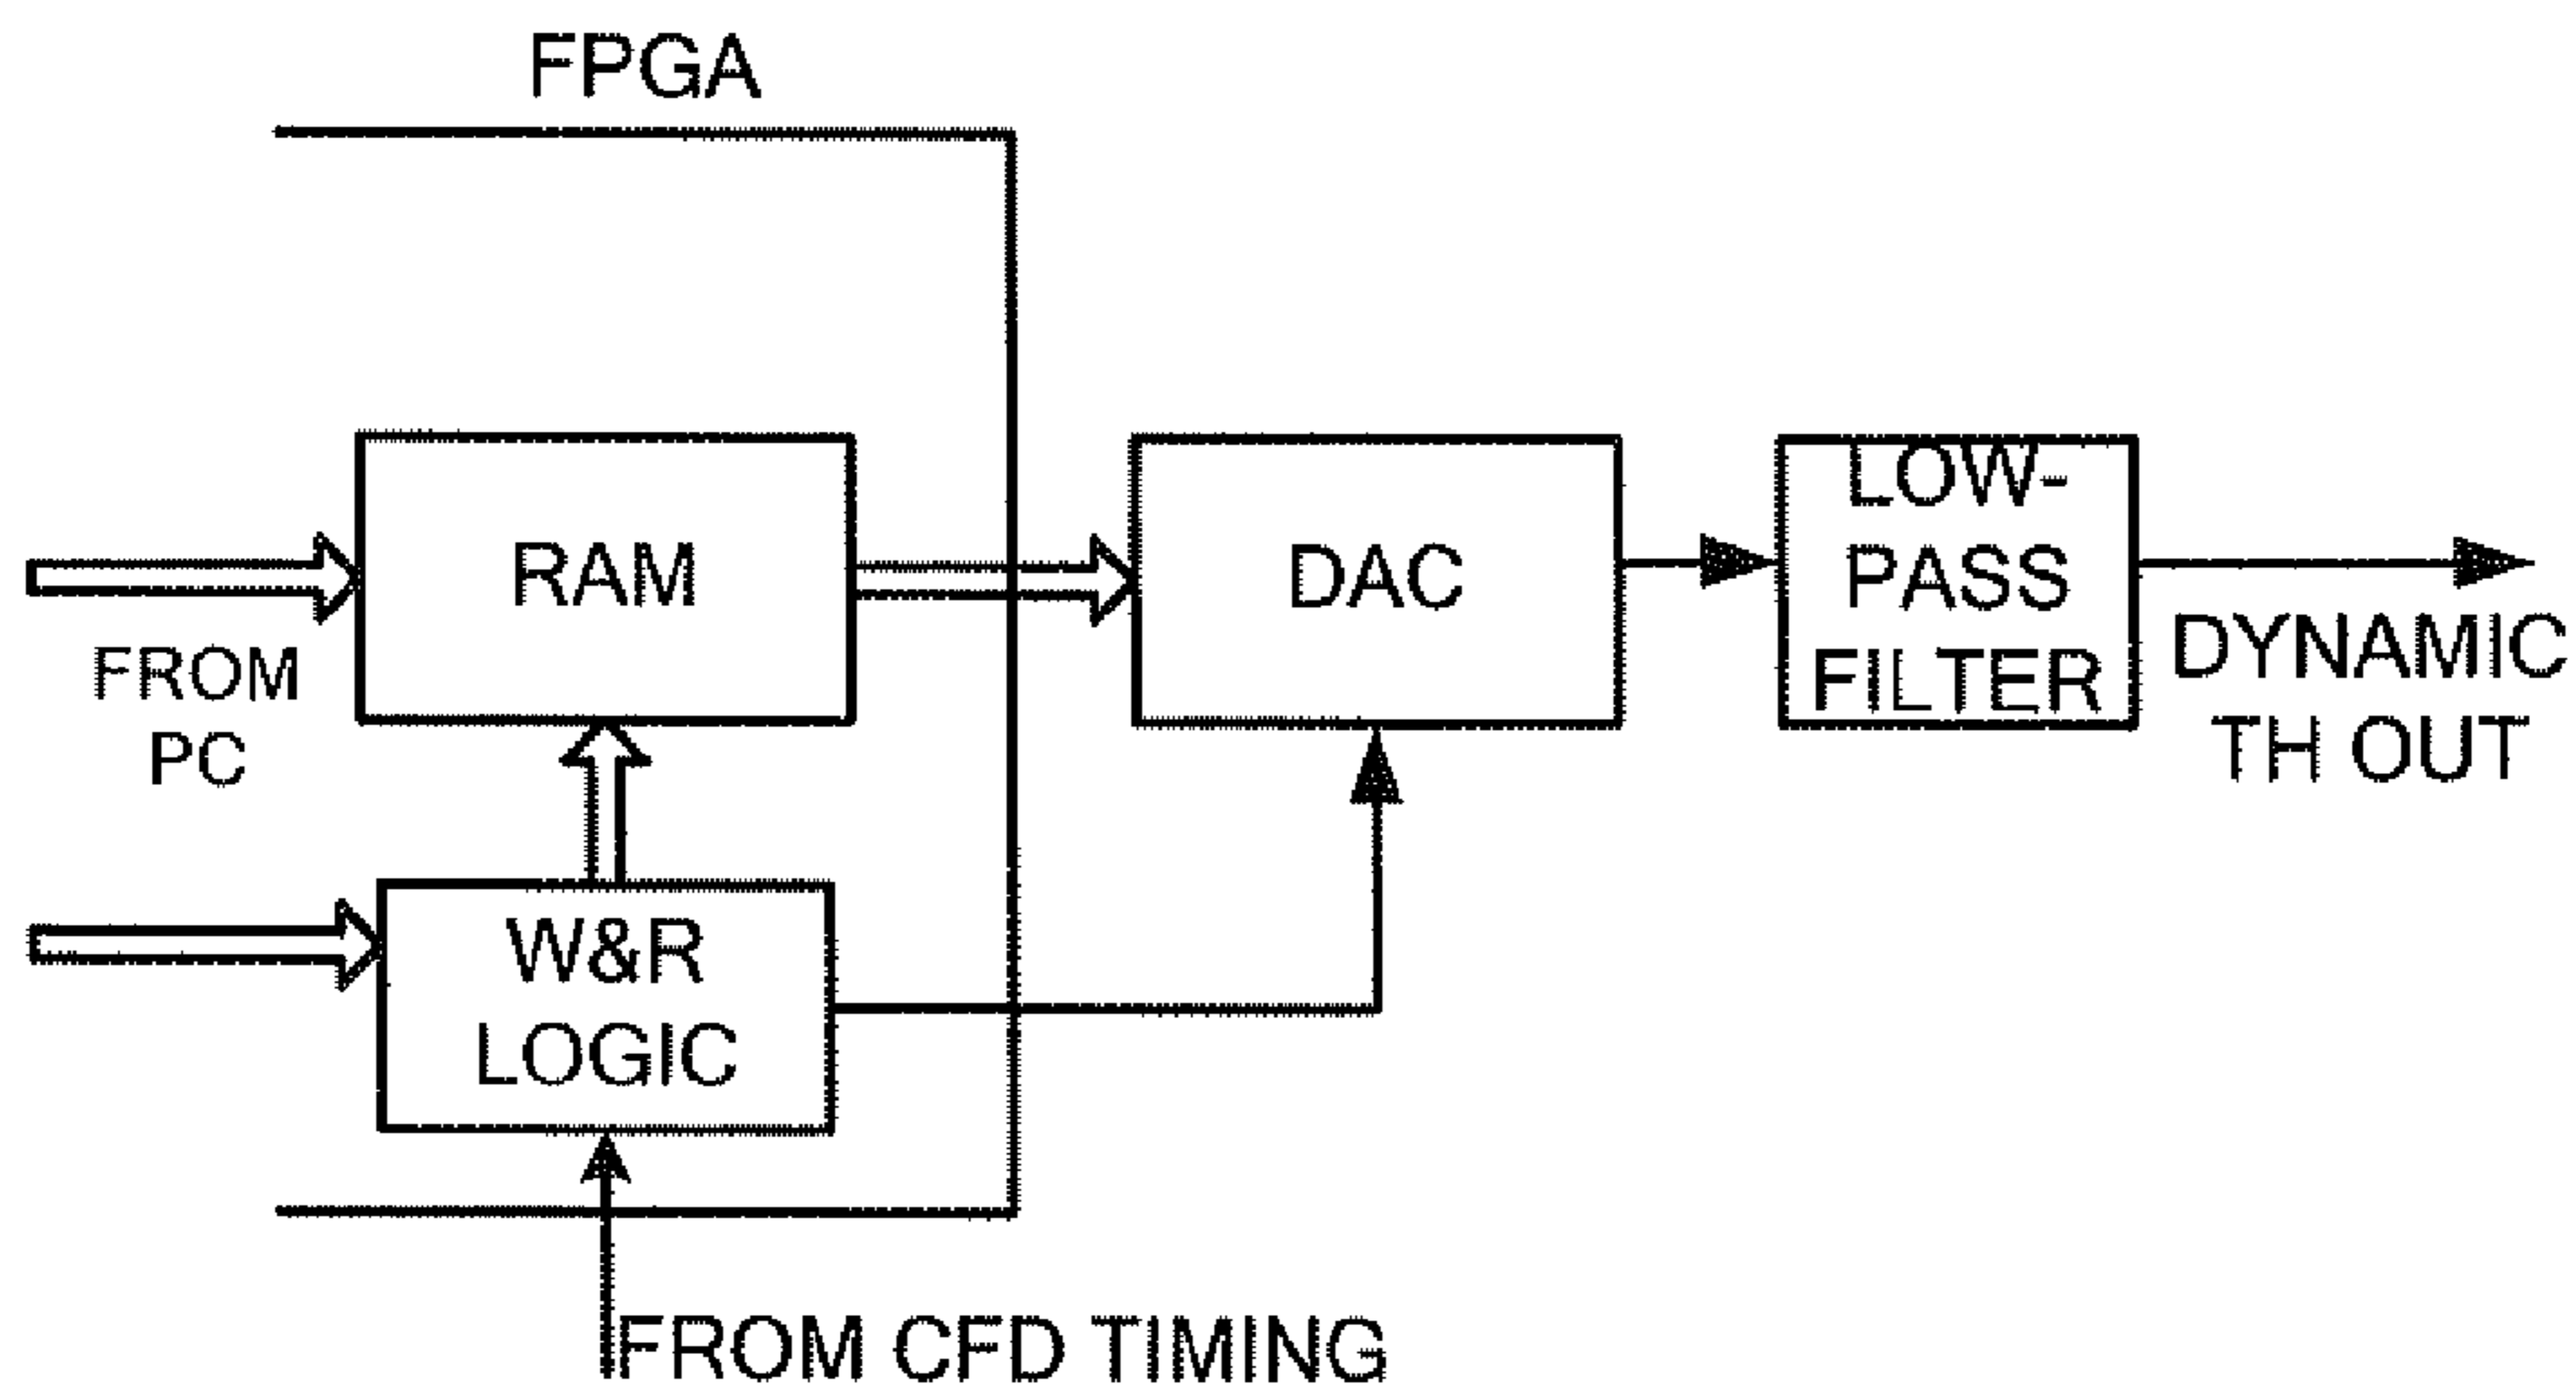 FPGA
RAM
DAC
LOW-
PASS
FILTER
FROM
PC
DYNAMIC
TH OUT
W&R
LOGIC
FROM CFD TIMING